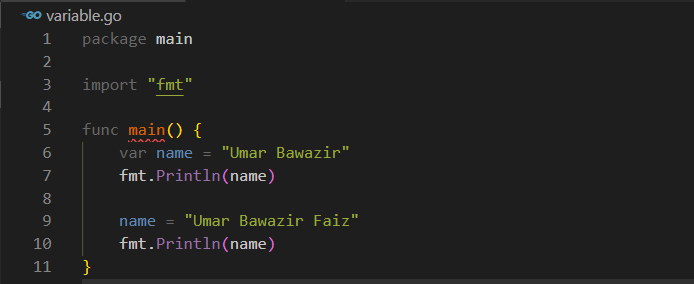 GO variable.go
1 package main
2
3 import "fmt"
4
5 func main() {
6 var name = "Umar Bawazir"
7 fmt.Println(name)
8
9 name = "Umar Bawazir Faiz"
10 fmt.Println(name)
11 }